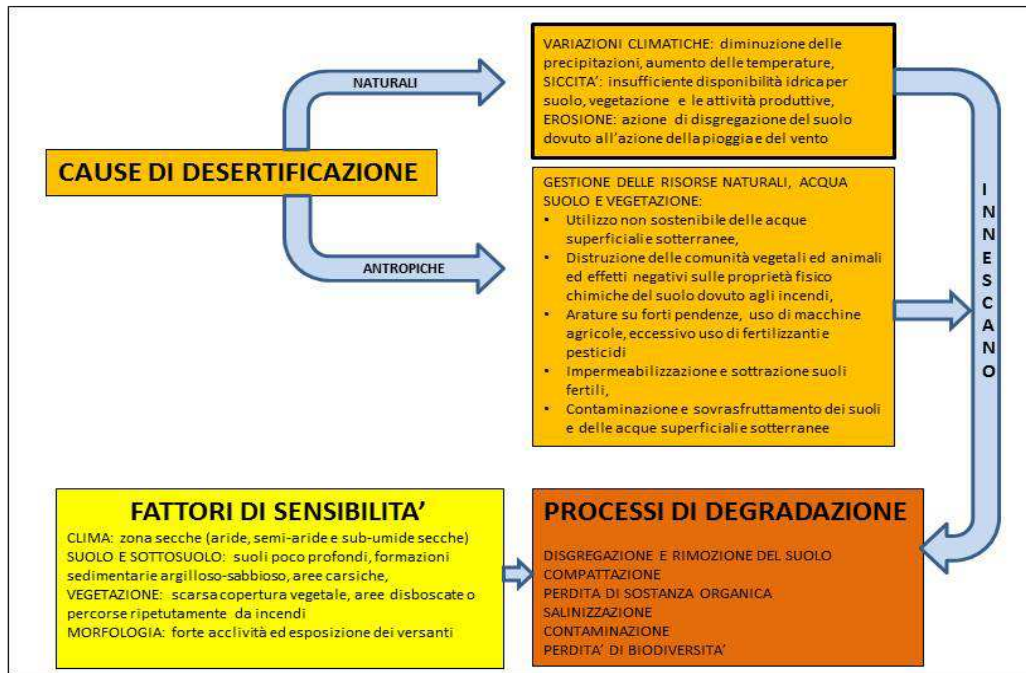 CAUSE DI DESERTIFICAZIONE
NATURALI
VARIAZIONI CLIMATICHE: diminuzione delle
precipitazioni, aumento delle temperature,
SICCITA’: insufficiente disponibilità idrica per
suolo, vegetazione e le attività produttive,
EROSIONE: azione di disgregazione del suolo
dovuto all’azione della pioggia e del vento
ANTROPICHE
GESTIONE DELLE RISORSE NATURALI, ACQUA
SUOLO E VEGETAZIONE:
• Utilizzo non sostenibile delle acque
superficiali e sotterranee,
• Distruzione delle comunità vegetali ed animali
ed effetti negativi sulle proprietà fisico
chimiche del suolo dovuto agli incendi,
• Arature su forti pendenze, uso di macchine
agricole, eccessivo uso di fertilizzanti e
pesticidi
• Impermeabilizzazione e sottrazione suoli
fertili,
• Contaminazione e sovrasfruttamento dei suoli
e delle acque superficiali e sotterranee
INNESCANO
FATTORI DI SENSIBILITA’
CLIMA: zona secche (aride, semi-aride e sub-umide secche)
SUOLO E SOTTOSUOLO: suoli poco profondi, formazioni
sedimentarie argilloso-sabbioso, aree carsiche,
VEGETAZIONE: scarsa copertura vegetale, aree disboscate o
percorse ripetutamente da incendi
MORFOLOGIA: forte acclività ed esposizione dei versanti
PROCESSI DI DEGRADAZIONE
DISGREGAZIONE E RIMOZIONE DEL SUOLO
COMPATTAZIONE
PERDITA DI SOSTANZA ORGANICA
SALINIZZAZIONE
CONTAMINAZIONE
PERDITA’ DI BIODIVERSITA’